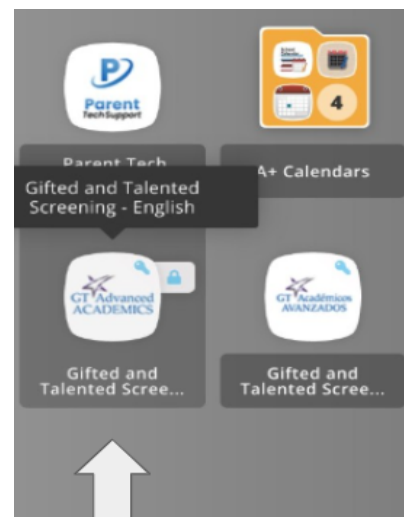 P
Parent
Tech Support
4
Parent Tech
A+ Calendars
Gifted and Talented
Screening - English
GT Advanced
ACADEMICS
GT Académicos
AVANZADOS
Gifted and
Talented Scree...
Gifted and
Talented Scree...